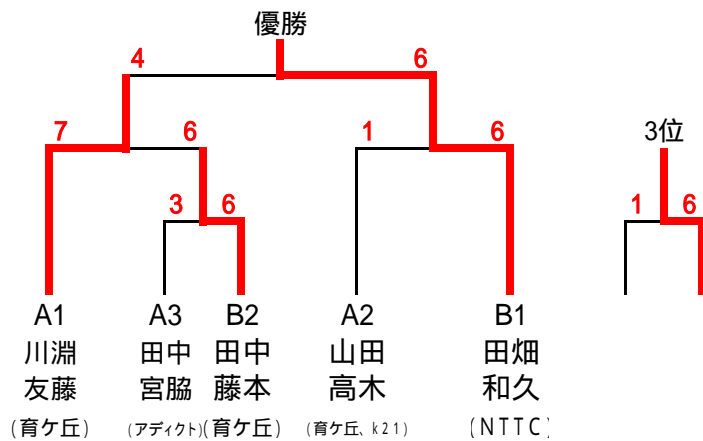 優勝
4 6
7 6 1 6 3位
3 6 1 6
A1 A3 B2 A2 B1
川淵 田中 田中 山田 田畑
友藤 宮脇 藤本 高木 和久
(育ケ丘) (アディクト) (育ケ丘) (育ケ丘、k21) (NTTC)